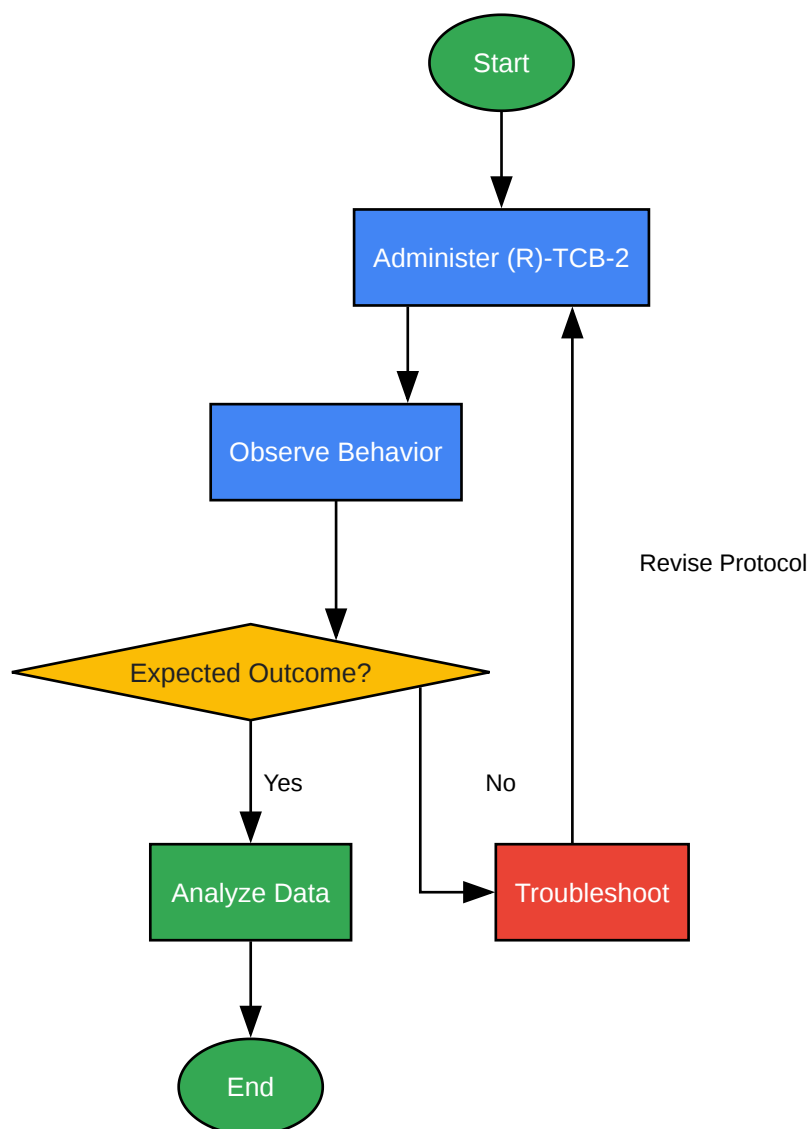 Start
Administer (R)-TCB-2
Observe Behavior
Revise Protocol
Expected Outcome?
Yes
No
Analyze Data
Troubleshoot
End